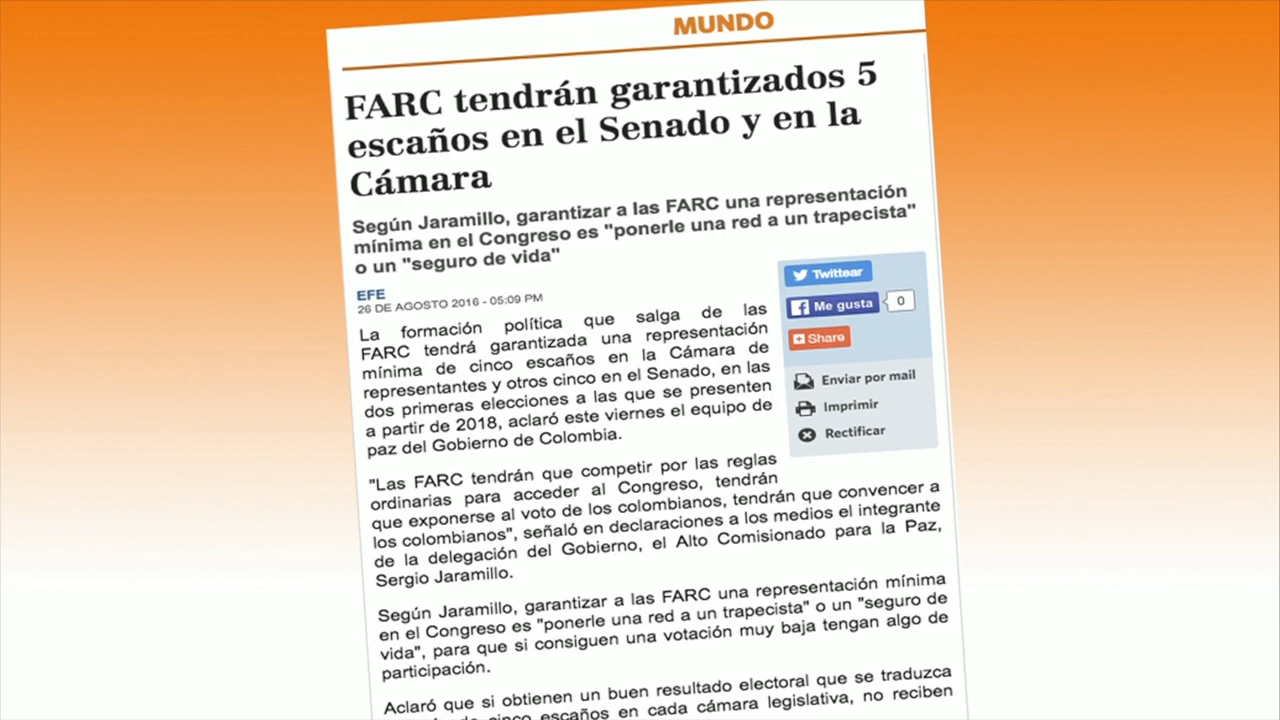 MUNDO
FARC tendrán garantizados 5
escaños en el Senado y en la
Cámara
Según Jaramillo, garantizar a las FARC una representación
mínima en el Congreso es "ponerle una red a un trapecista"
o un "seguro de vida"
EFE
26 DE AGOSTO 2016 - 05:09 PM
Twittear
Me gusta
0
Share
Enviar por mail
Imprimir
Rectificar
La formación política que salga de las
FARC tendrá garantizada una representación
mínima de cinco escaños en la Cámara de
representantes y otros cinco en el Senado, en las
dos primeras elecciones a las que se presenten
a partir de 2018, aclaró este viernes el equipo de
paz del Gobierno de Colombia.
"Las FARC tendrán que competir por las reglas
ordinarias para acceder al Congreso, tendrán
que exponerse al voto de los colombianos, tendrán que convencer a
los colombianos", señaló en declaraciones a los medios el integrante
de la delegación del Gobierno, el Alto Comisionado para la Paz,
Sergio Jaramillo.
Según Jaramillo, garantizar a las FARC una representación mínima
en el Congreso es "ponerle una red a un trapecista" o un "seguro de
vida", para que si consiguen una votación muy baja tengan algo de
participación.
Aclaró que si obtienen un buen resultado electoral que se traduzca
de cinco escaños en cada cámara legislativa, no reciben